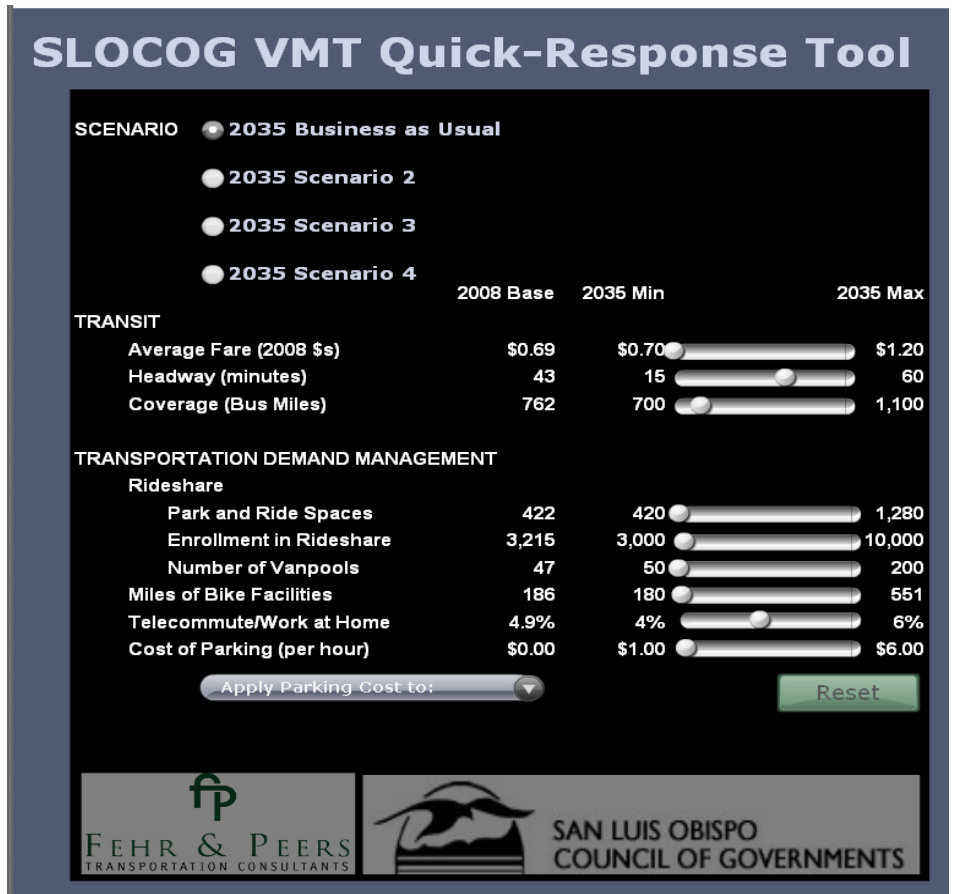 SLOCOG VMT Quick-Response Tool
SCENARIO 2035 Business as Usual
2035 Scenario 2
2035 Scenario 3
2035 Scenario 4
2008 Base 2035 Min 2035 Max
TRANSIT
Average Fare (2008 $s) $0.69 $0.70 $1.20
Headway (minutes) 43 15 60
Coverage (Bus Miles) 762 700 1,100
TRANSPORTATION DEMAND MANAGEMENT
Rideshare
Park and Ride Spaces 422 420 1,280
Enrollment in Rideshare 3,215 3,000 10,000
Number of Vanpools 47 50 200
Miles of Bike Facilities 186 180 551
Telecommute/Work at Home 4.9% 4% 6%
Cost of Parking (per hour) $0.00 $1.00 $6.00
Apply Parking Cost to: Reset
fp
FEHR & PEERS
TRANSPORTATION CONSULTANTS
SAN LUIS OBISPO
COUNCIL OF GOVERNMENTS